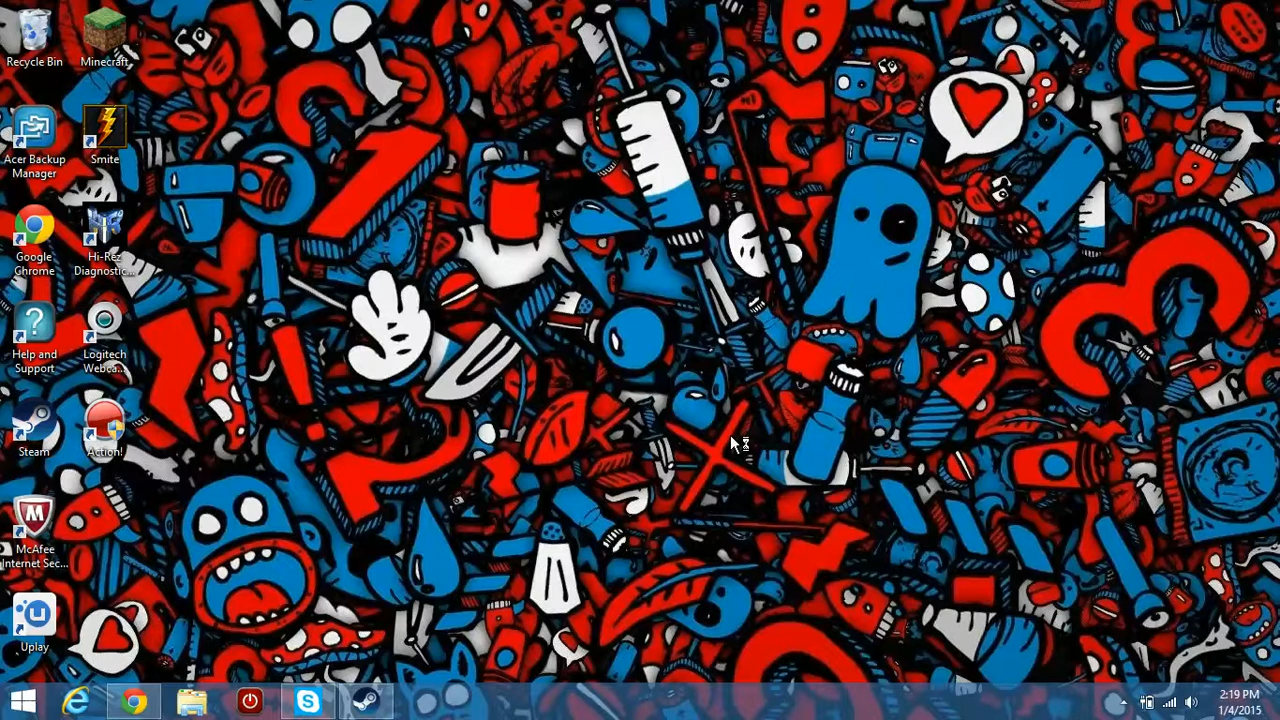 Recycle Bin
Minecraft
Acer Backup
Manager
Smite
Google
Chrome
Hi-Rez
Diagnostic...
Help and
Support
Logitech
Webca...
Steam
Action!
McAfee
Internet Sec...
Uplay
2:19 PM
1/4/2015